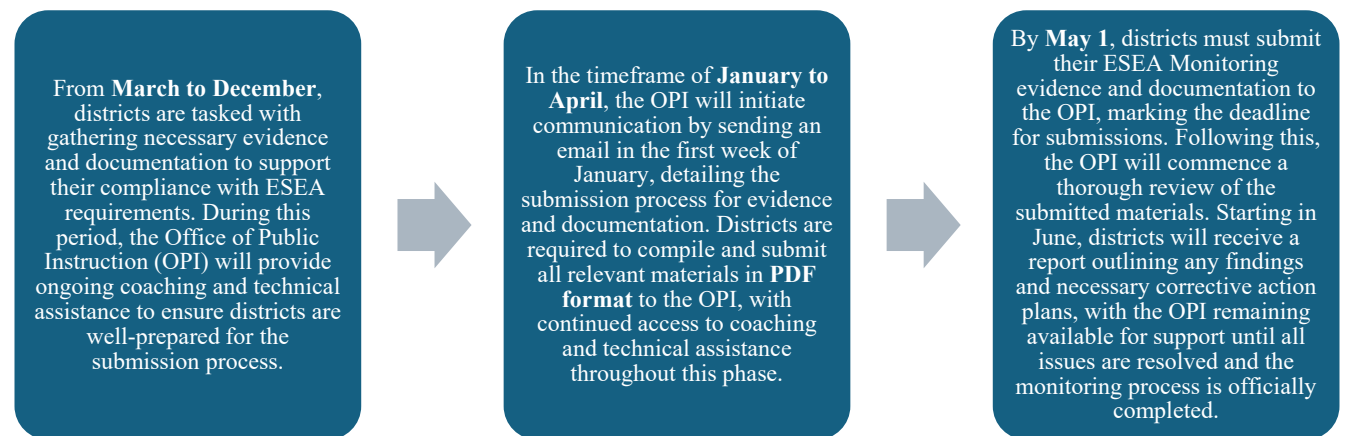 From March to December,
districts are tasked with
gathering necessary evidence
and documentation to support
their compliance with ESEA
requirements. During this
period, the Office of Public
Instruction (OPI) will provide
ongoing coaching and technical
assistance to ensure districts are
well-prepared for the
submission process.
In the timeframe of January to
April, the OPI will initiate
communication by sending an
email in the first week of
January, detailing the
submission process for evidence
and documentation. Districts are
required to compile and submit
all relevant materials in PDF
format to the OPI, with
continued access to coaching
and technical assistance
throughout this phase.
By May 1, districts must submit
their ESEA Monitoring
evidence and documentation to
the OPI, marking the deadline
for submissions. Following this,
the OPI will commence a
thorough review of the
submitted materials. Starting in
June, districts will receive a
report outlining any findings
and necessary corrective action
plans, with the OPI remaining
available for support until all
issues are resolved and the
monitoring process is officially
completed.